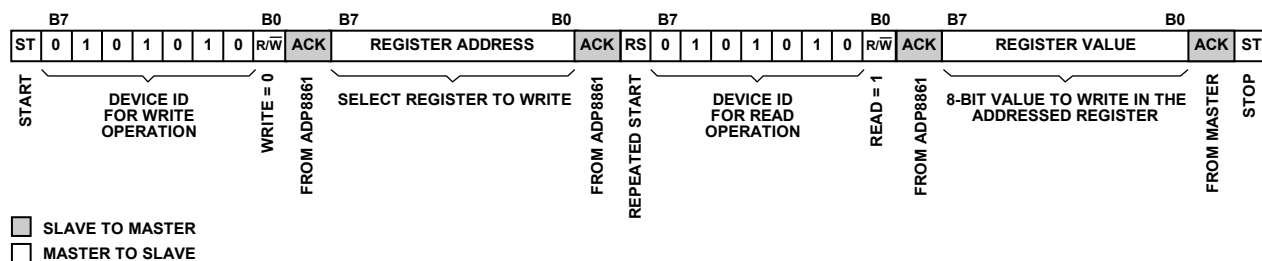 B7 B0 B7 B0 B7 B0 B7 B0
ST 0 1 0 1 0 1 0 R/W̅ ACK REGISTER ADDRESS ACK RS 0 1 0 1 0 1 0 R/W̅ ACK REGISTER VALUE ACK ST
START
DEVICE ID
FOR WRITE
OPERATION
WRITE = 0
FROM ADP8861
SELECT REGISTER TO WRITE
FROM ADP8861
REPEATED START
DEVICE ID
FOR READ
OPERATION
READ = 1
FROM ADP8861
8-BIT VALUE TO WRITE IN THE
ADDRESSED REGISTER
FROM MASTER
STOP
SLAVE TO MASTER
MASTER TO SLAVE